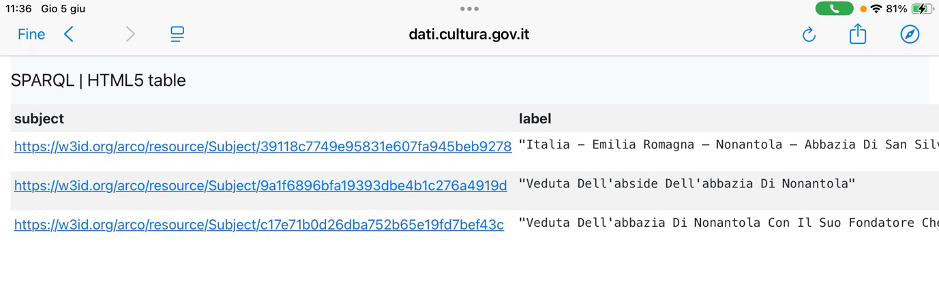 11:36 Gio 5 giu 81%
Fine dati.cultura.gov.it
SPARQL | HTML5 table
subject label
https://w3id.org/arco/resource/Subject/39118c7749e95831e607fa945beb9278 "Italia – Emilia Romagna – Nonantola – Abbazia Di San Silv
https://w3id.org/arco/resource/Subject/9a1f6896bfa19393dbe4b1c276a4919d "Veduta Dell'abside Dell'abbazia Di Nonantola"
https://w3id.org/arco/resource/Subject/c17e71b0d26dba752b65e19fd7bef43c "Veduta Dell'abbazia Di Nonantola Con Il Suo Fondatore Che